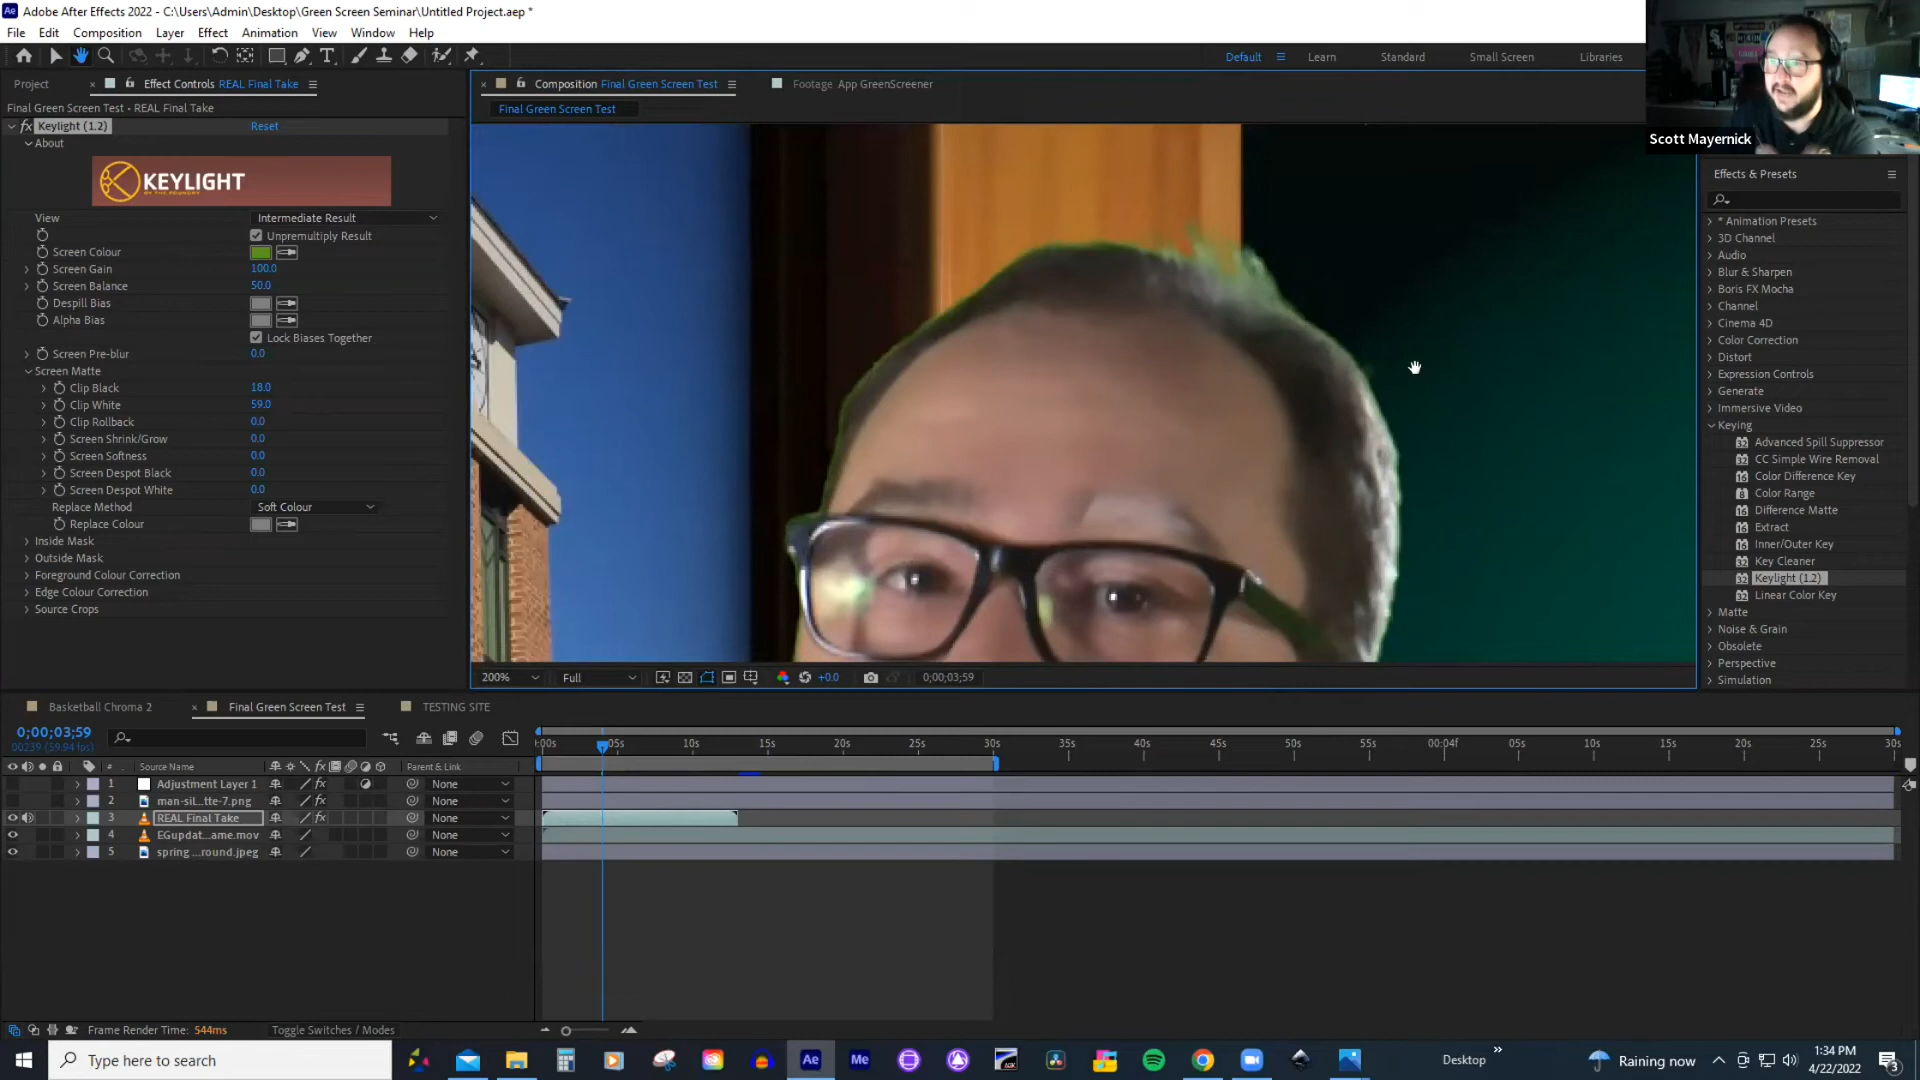 Adobe After Effects 2022 - C:\Users\Admin\Desktop\Green Screen Seminar\Untitled Project.aep *
File Edit Composition Layer Effect Animation View Window Help
Default Learn Standard Small Screen Libraries
Project Effect Controls REAL Final Take
Composition Final Green Screen Test Footage App GreenScreener
Final Green Screen Test • REAL Final Take
Final Green Screen Test
fx Keylight (1.2) Reset
About
KEYLIGHT
BY THE FOUNDRY
View Intermediate Result
Unpremultiply Result
Screen Colour
Screen Gain 100.0
Screen Balance 50.0
Despill Bias
Alpha Bias
Lock Biases Together
Screen Pre-blur 0.0
Screen Matte
Clip Black 18.0
Clip White 59.0
Clip Rollback 0.0
Screen Shrink/Grow 0.0
Screen Softness 0.0
Screen Despot Black 0.0
Screen Despot White 0.0
Replace Method Soft Colour
Replace Colour
Inside Mask
Outside Mask
Foreground Colour Correction
Edge Colour Correction
Source Crops
200% Full +0.0 0;00;03;59
Scott Mayernick
Effects & Presets
* Animation Presets
3D Channel
Audio
Blur & Sharpen
Boris FX Mocha
Channel
Cinema 4D
Color Correction
Distort
Expression Controls
Generate
Immersive Video
Keying
Advanced Spill Suppressor
CC Simple Wire Removal
Color Difference Key
Color Range
Difference Matte
Extract
Inner/Outer Key
Key Cleaner
Keylight (1.2)
Linear Color Key
Matte
Noise & Grain
Obsolete
Perspective
Simulation
Basketball Chroma 2 Final Green Screen Test TESTING SITE
0;00;03;59
00239 (59.94 fps)
:00s 05s 10s 15s 20s 25s 30s 35s 40s 45s 50s 55s 00:04f 05s 10s 15s 20s 25s 30s
# Source Name fx Parent & Link
1 Adjustment Layer 1 fx None
2 man-sil...tte-7.png fx None
3 REAL Final Take fx None
4 EGupdat...ame.mov None
5 spring ...round.jpeg None
Frame Render Time: 544ms Toggle Switches / Modes
Type here to search
Ae Me
Desktop
Raining now
1:34 PM
4/22/2022
3